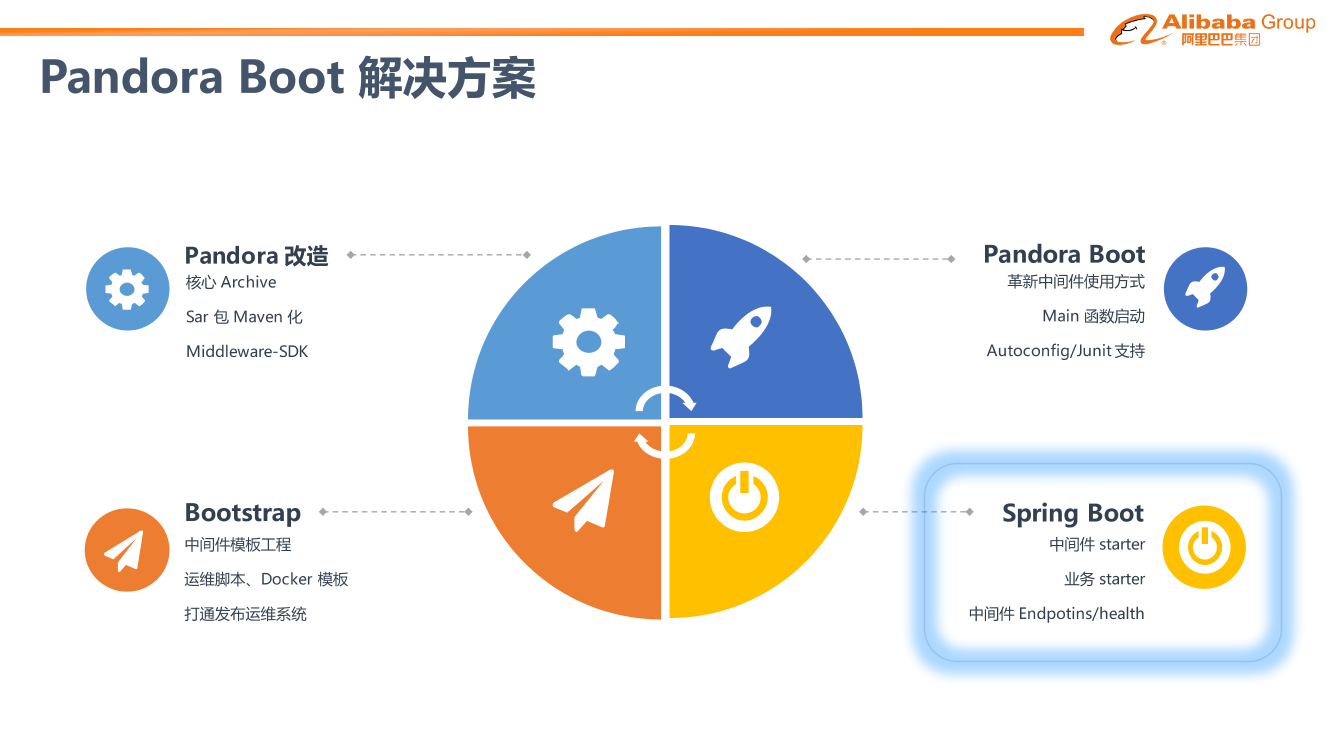 Alibaba Group
阿里巴巴集团
Pandora Boot 解决方案
Pandora 改造
核心 Archive
Sar 包 Maven 化
Middleware-SDK
Pandora Boot
革新中间件使用方式
Main 函数启动
Autoconfig/Junit 支持
Bootstrap
中间件模板工程
运维脚本、Docker 模板
打通发布运维系统
Spring Boot
中间件 starter
业务 starter
中间件 Endpotins/health